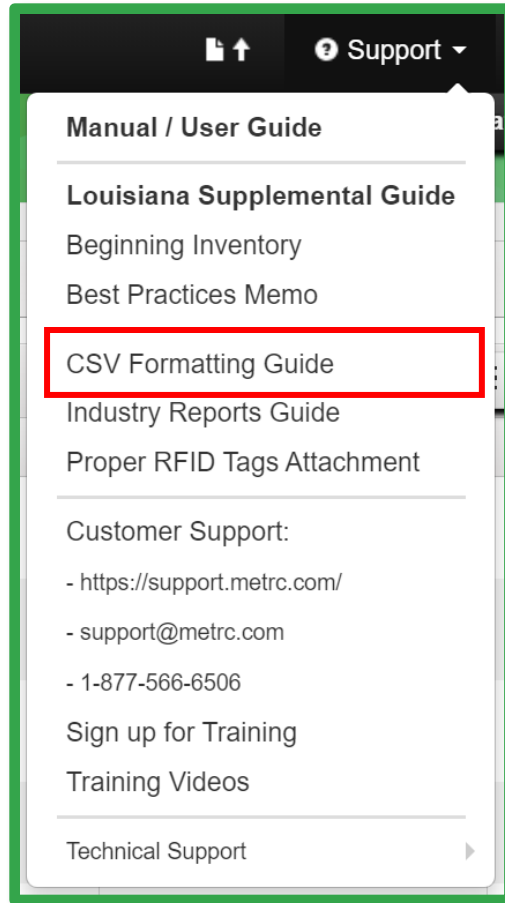 Support
Manual / User Guide
a
Louisiana Supplemental Guide
Beginning Inventory
Best Practices Memo
CSV Formatting Guide
Industry Reports Guide
Proper RFID Tags Attachment
Customer Support:
- https://support.metrc.com/
- support@metrc.com
- 1-877-566-6506
Sign up for Training
Training Videos
Technical Support